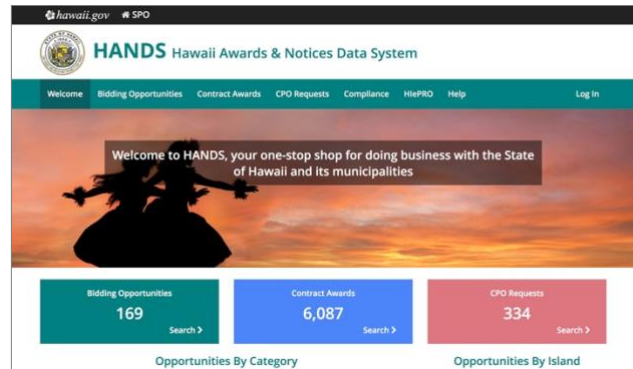 hawaii.gov SPO
HANDS Hawaii Awards & Notices Data System
Welcome Bidding Opportunities Contract Awards CPO Requests Compliance HIePRO Help Log In
Welcome to HANDS, your one-stop shop for doing business with the State
of Hawaii and its municipalities
Bidding Opportunities Contract Awards CPO Requests
169 6,087 334
Search Search Search
Opportunities By Category Opportunities By Island